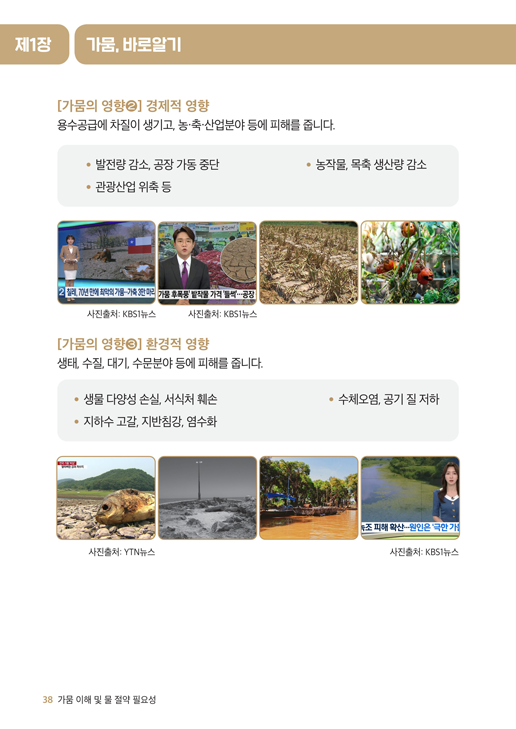 제1장
가뭄, 바로알기
[가뭄의 영향❷] 경제적 영향
용수공급에 차질이 생기고, 농·축·산업분야 등에 피해를 줍니다.
• 발전량 감소, 공장 가동 중단
• 농작물, 목축 생산량 감소
• 관광산업 위축 등
칠레, 70년 만에 최악의 가뭄…가축 3만 마리
가뭄 후폭풍' 밭작물 가격 '들썩'…공장
사진출처: KBS1뉴스
사진출처: KBS1뉴스
[가뭄의 영향❸] 환경적 영향
생태, 수질, 대기, 수문분야 등에 피해를 줍니다.
• 생물 다양성 손실, 서식처 훼손
• 수체오염, 공기 질 저하
• 지하수 고갈, 지반침강, 염수화
녹조 피해 확산…원인은 '극한 가뭄
사진출처: YTN뉴스
사진출처: KBS1뉴스
38 가뭄 이해 및 물 절약 필요성